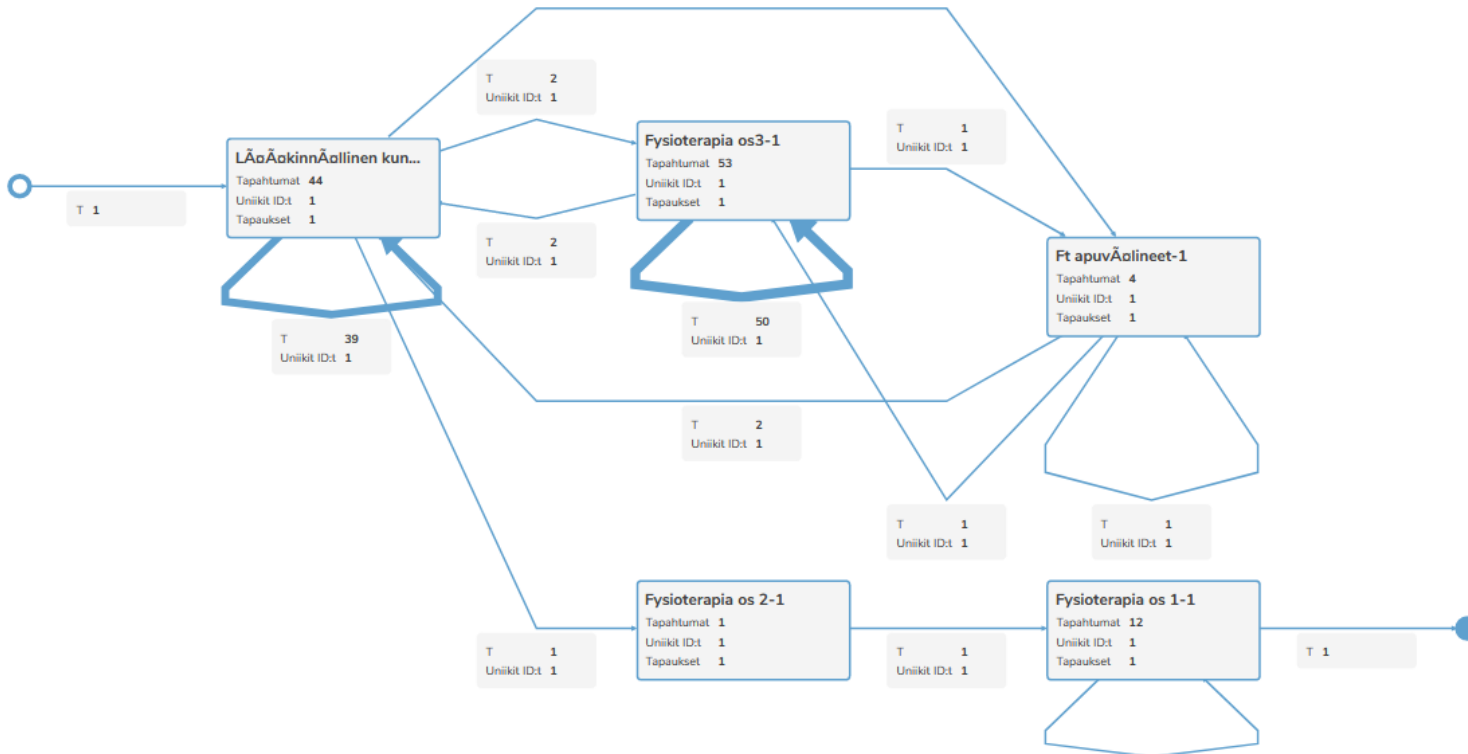 T 2
Uniikit ID:t 1
LÃ¤Ã¤kinnÃ¤llinen kun...
Tapahtumat 44
Uniikit ID:t 1
Tapaukset 1
T 1
Fysioterapia os3-1
Tapahtumat 53
Uniikit ID:t 1
Tapaukset 1
T 1
Uniikit ID:t 1
T 2
Uniikit ID:t 1
Ft apuvÃ¤lineet-1
Tapahtumat 4
Uniikit ID:t 1
Tapaukset 1
T 39
Uniikit ID:t 1
T 50
Uniikit ID:t 1
T 2
Uniikit ID:t 1
T 1
Uniikit ID:t 1
T 1
Uniikit ID:t 1
Fysioterapia os 2-1
Tapahtumat 1
Uniikit ID:t 1
Tapaukset 1
Fysioterapia os 1-1
Tapahtumat 12
Uniikit ID:t 1
Tapaukset 1
T 1
Uniikit ID:t 1
T 1
Uniikit ID:t 1
T 1